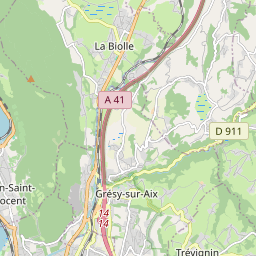 La Biolle
A 41
D 911
n-Saint-
ocent
Grésy-sur-Aix
14
14
Trévignin